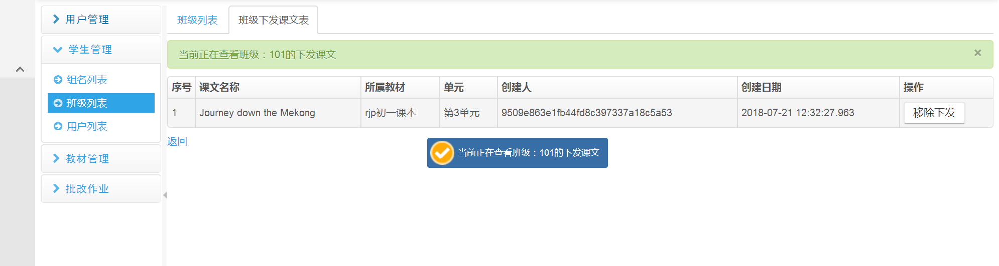 用户管理
学生管理
组名列表
班级列表
用户列表
教材管理
批改作业
班级列表 班级下发课文表
当前正在查看班级：101的下发课文 ×
序号 课文名称 所属教材 单元 创建人 创建日期 操作
1 Journey down the Mekong rjp初一课本 第3单元 9509e863e1fb44fd8c397337a18c5a53 2018-07-21 12:32:27.963 移除下发
返回
当前正在查看班级：101的下发课文